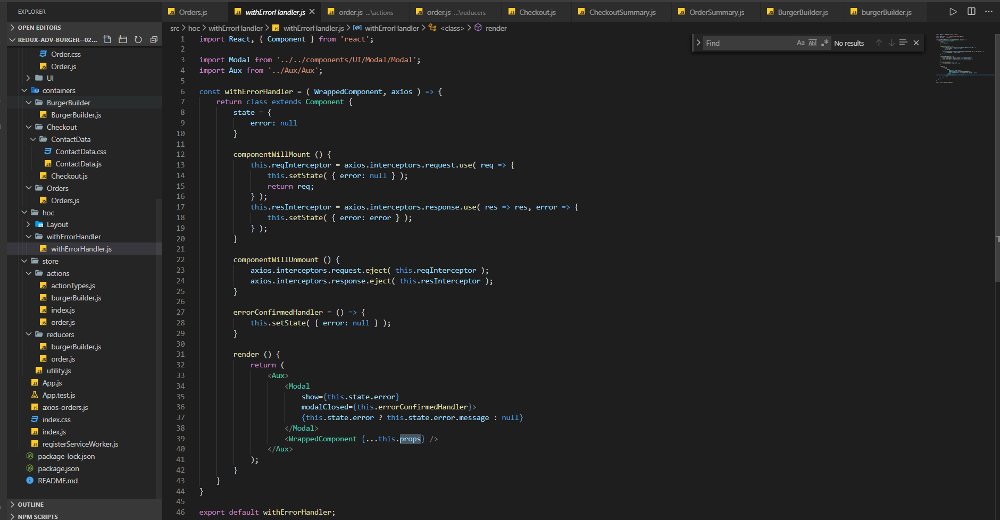 EXPLORER
OPEN EDITORS
REDUX-ADV-BURGER--02...
Order.css
Order.js
UI
containers
BurgerBuilder
BurgerBuilder.js
Checkout
ContactData
ContactData.css
ContactData.js
Checkout.js
Orders
Orders.js
hoc
Layout
withErrorHandler
withErrorHandler.js
store
actions
actionTypes.js
burgerBuilder.js
index.js
order.js
reducers
burgerBuilder.js
order.js
utility.js
App.js
App.test.js
axios-orders.js
index.css
index.js
registerServiceWorker.js
package-lock.json
package.json
README.md
OUTLINE
NPM SCRIPTS
Orders.js withErrorHandler.js order.js ...\actions order.js ...\reducers Checkout.js CheckoutSummary.js OrderSummary.js BurgerBuilder.js burgerBuilder.js
src > hoc > withErrorHandler > withErrorHandler.js > withErrorHandler > <class> > render
Find Aa Abl .* No results
1 import React, { Component } from 'react';
2
3 import Modal from '../../components/UI/Modal/Modal';
4 import Aux from '../Aux/Aux';
5
6 const withErrorHandler = ( WrappedComponent, axios ) => {
7 return class extends Component {
8 state = {
9 error: null
10 }
11
12 componentWillMount () {
13 this.reqInterceptor = axios.interceptors.request.use( req => {
14 this.setState( { error: null } );
15 return req;
16 } );
17 this.resInterceptor = axios.interceptors.response.use( res => res, error => {
18 this.setState( { error: error } );
19 } );
20 }
21
22 componentWillUnmount () {
23 axios.interceptors.request.eject( this.reqInterceptor );
24 axios.interceptors.response.eject( this.resInterceptor );
25 }
26
27 errorConfirmedHandler = () => {
28 this.setState( { error: null } );
29 }
30
31 render () {
32 return (
33 <Aux>
34 <Modal
35 show={this.state.error}
36 modalClosed={this.errorConfirmedHandler}>
37 {this.state.error ? this.state.error.message : null}
38 </Modal>
39 <WrappedComponent {...this.props} />
40 </Aux>
41 );
42 }
43 }
44 }
45
46 export default withErrorHandler;